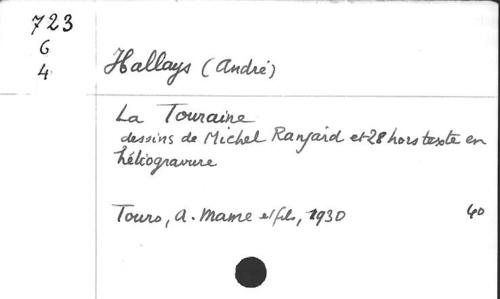 723
G
4
Hallays (André)
La Touraine
dessins de Michel Ranjard et 28 hors texte en
héliogravure
Tours, A. Mame et fils, 1930 40